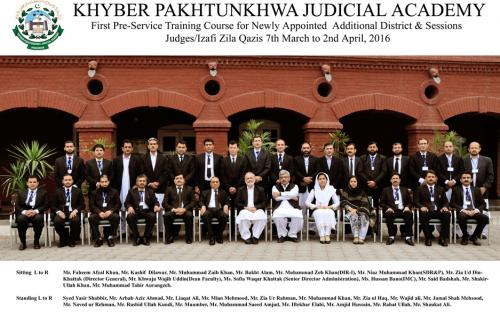 KHYBER PAKHTUNKHWA JUDICIAL ACADEMY
First Pre-Service Training Course for Newly Appointed Additional District & Sessions
Judges/Izafi Zila Qazis 7th March to 2nd April, 2016
Sitting L to R Mr. Faheem Afzal Khan, Mr. Kashif Dilawar, Mr. Muhammad Zaib Khan, Mr. Bakht Alam, Mr. Muhammad Zeb Khan(DIR-I), Mr. Niaz Muhammad Khan(SDR&P), Mr. Zia Ud Din-
Khattak (Director General), Mr. Khwaja Wajih Uddin(Dean Faculty), Ms. Sofia Waqar Khattak (Senior Director Administration), Ms. Hussan Bano(IMC), Mr. Said Badshah, Mr. Shakir-
Ullah Khan, Mr. Muhammad Tahir Aurangzeb.
Standing L to R Syed Yasir Shabbir, Mr. Arbab Aziz Ahmad, Mr. Liaqat Ali, Mr. Mian Mehmood, Mr. Zia Ur Rehman, Mr. Muhammad Khan, Mr. Zia ul Haq, Mr. Wajid ali, Mr. Jamal Shah Mehsood,
Mr. Naved ur Rehman, Mr. Rashid Ullah Kundi, Mr. Muamber, Mr. Muhammad Saeed Amjad, Mr. Iftekhar Elahi, Mr. Amjid Hussain, Mr. Rahat Ullah, Mr. Shaukat Ali.